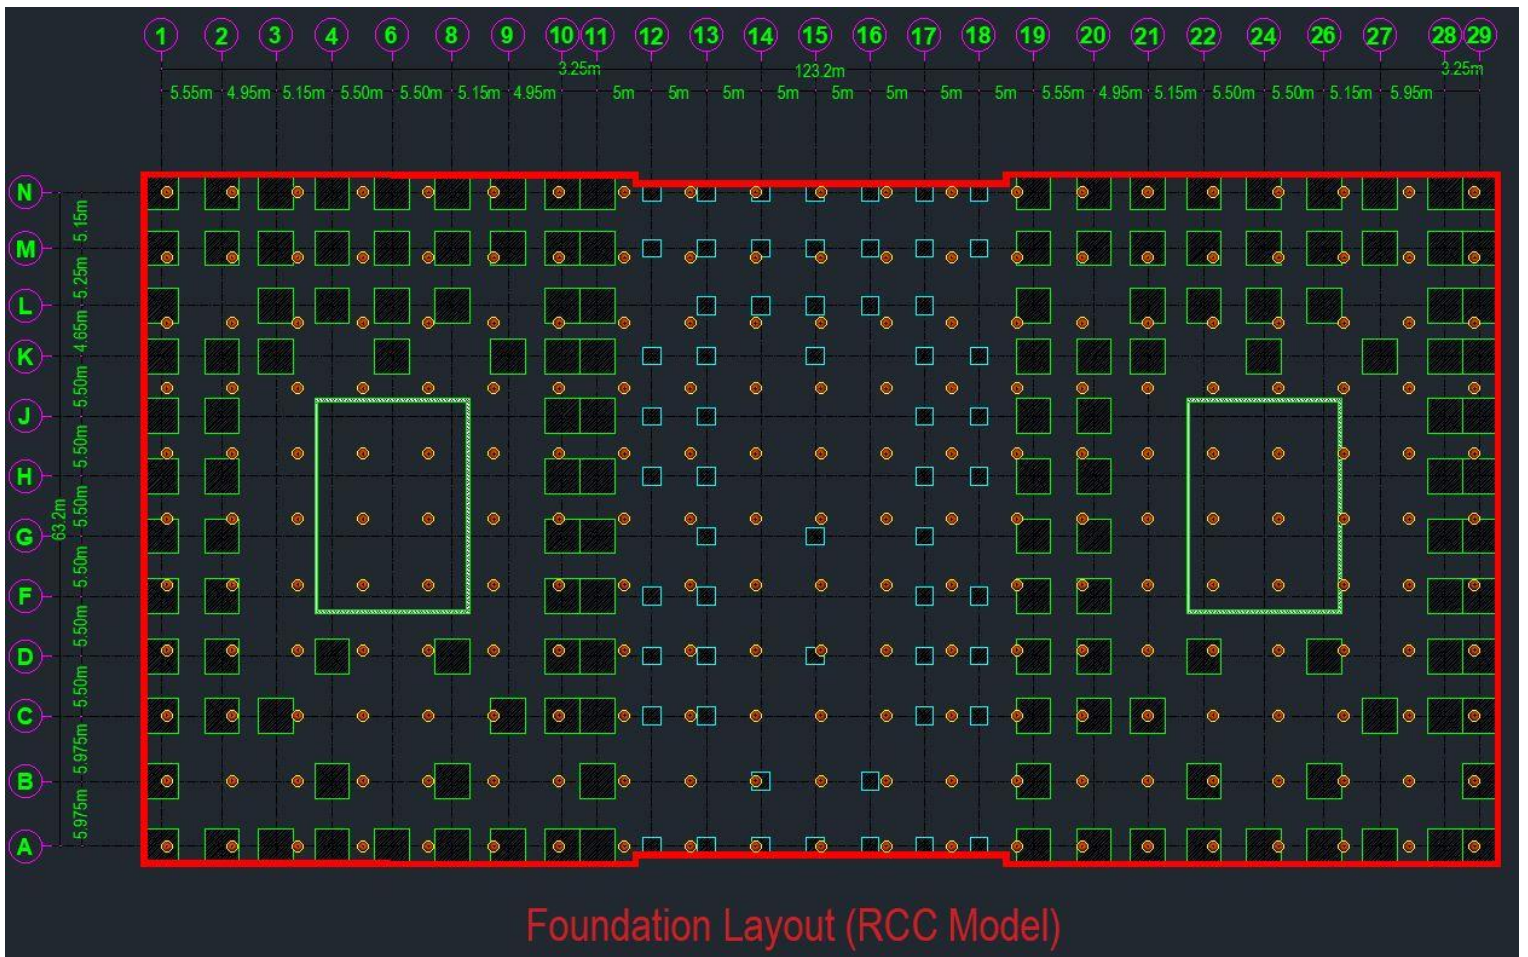 1 2 3 4 6 8 9 10 11 12 13 14 15 16 17 18 19 20 21 22 24 26 27 28 29
3.25m 123.2m 3.25m
5.55m 4.95m 5.15m 5.50m 5.50m 5.15m 4.95m 5m 5m 5m 5m 5m 5m 5m 5m 5.55m 4.95m 5.15m 5.50m 5.50m 5.15m 5.95m
N
5.15m
M
5.25m
L
4.65m
K
5.50m
J
5.50m
H
63.2m
5.50m
G
5.50m
F
5.50m
D
5.50m
C
5.975m
B
5.975m
A
Foundation Layout (RCC Model)